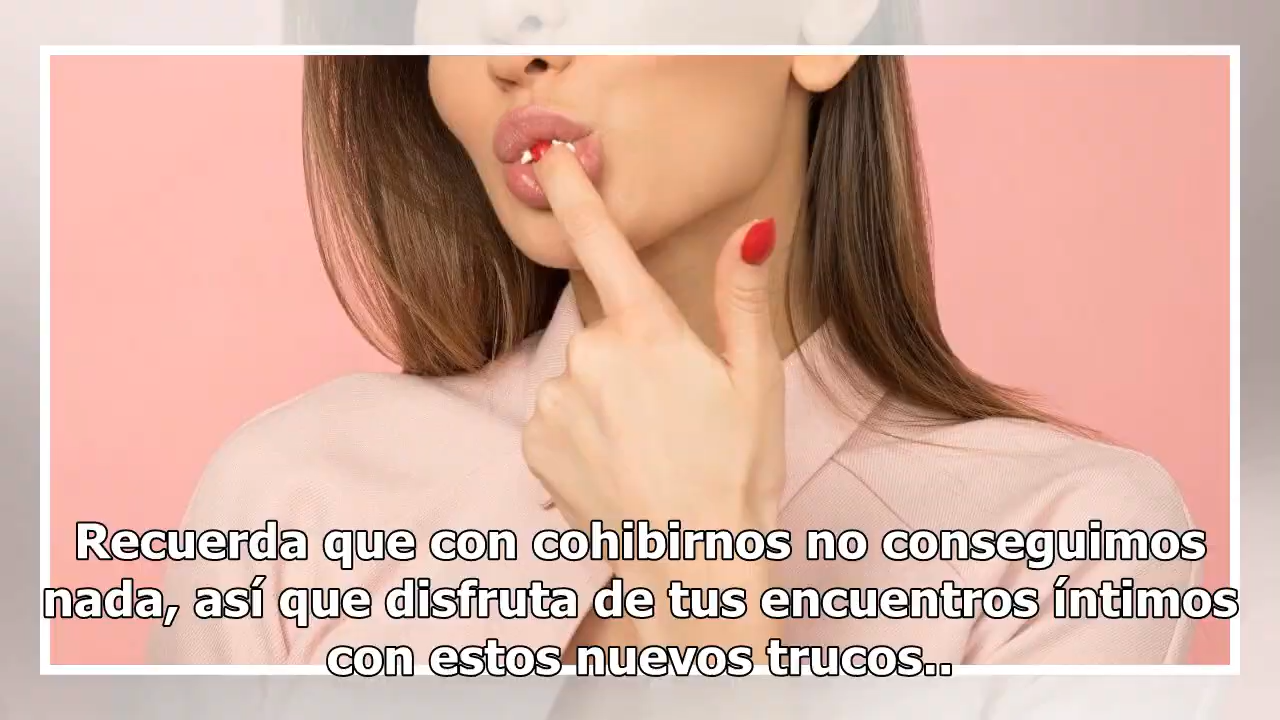 Recuerda que con cohibirnos no conseguimos
nada, así que disfruta de tus encuentros íntimos
con estos nuevos trucos..